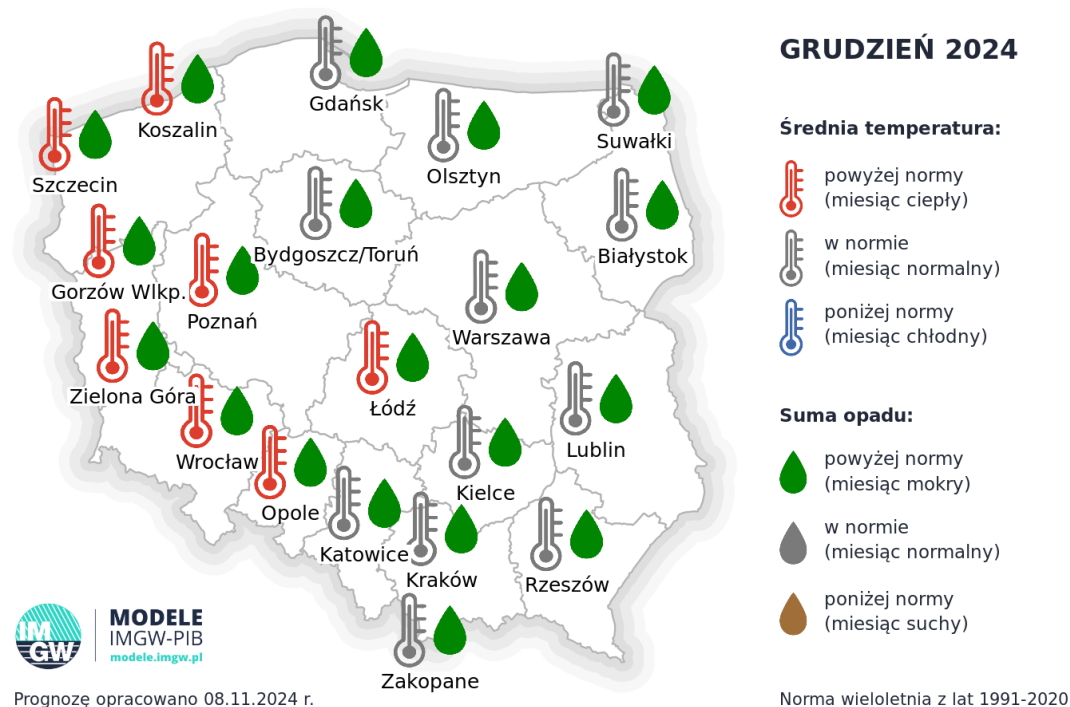 GRUDZIEŃ 2024
Gdańsk
Koszalin
Suwałki
Olsztyn
Szczecin
Bydgoszcz/Toruń
Białystok
Gorzów Wlkp.
Poznań
Warszawa
Zielona Góra
Łódź
Lublin
Wrocław
Kielce
Opole
Katowice
Kraków
Rzeszów
Zakopane
Średnia temperatura:
powyżej normy
(miesiąc ciepły)
w normie
(miesiąc normalny)
poniżej normy
(miesiąc chłodny)
Suma opadu:
powyżej normy
(miesiąc mokry)
w normie
(miesiąc normalny)
poniżej normy
(miesiąc suchy)
IM
GW
MODELE
IMGW-PIB
modele.imgw.pl
Prognozę opracowano 08.11.2024 r.
Norma wieloletnia z lat 1991-2020